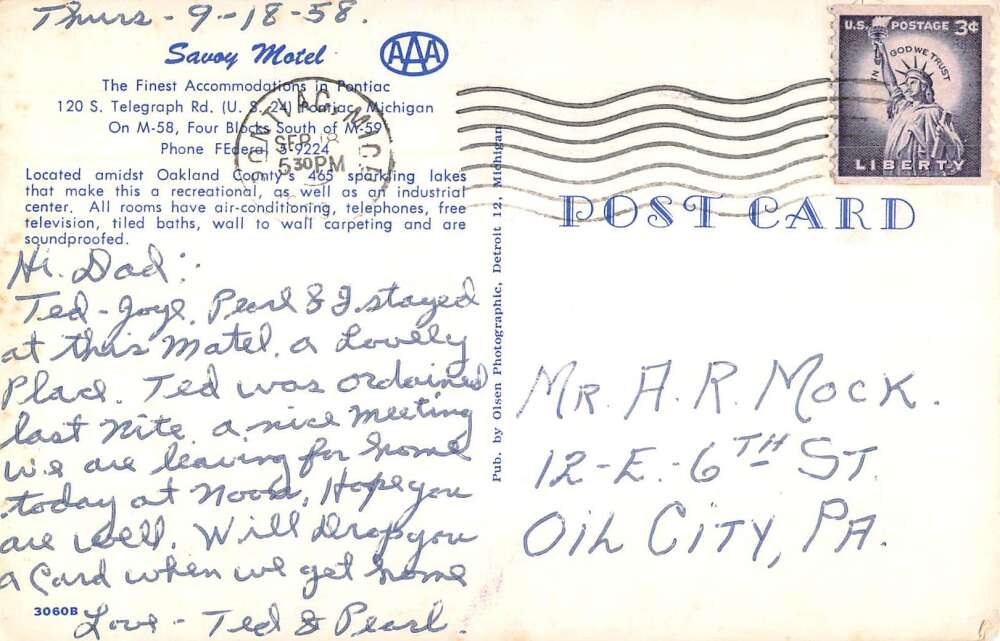 Thurs - 9-18-58.
Savoy Motel
AAA
The Finest Accommodations in Pontiac
120 S. Telegraph Rd. (U. S. 24) Pontiac, Michigan
On M-58, Four Blocks South of M-59
Phone FEderal 5-9224
Located amidst Oakland County's 465 sparkling lakes
that make this a recreational, as well as an industrial
center. All rooms have air-conditioning, telephones, free
television, tiled baths, wall to wall carpeting and are
soundproofed.
Hi. Dad:
Ted - Joye. Pearl & I stayed
at this Motel. a Lovely
Place. Ted was ordained
last Nite. a nice meeting
we are leaving for home
today at Noon. Hope you
are well. Will drop you
a Card when we get home
Love - Ted & Pearl.
3060B
Pub. by Olsen Photographic, Detroit 12, Michigan
PONTIAC, MICH.
SEP 18
5 30 PM
U.S. POSTAGE 3¢
IN GOD WE TRUST
LIBERTY
POST CARD
MR. A. R. MOCK.
12-E.-6TH ST.
OIL CITY, PA.